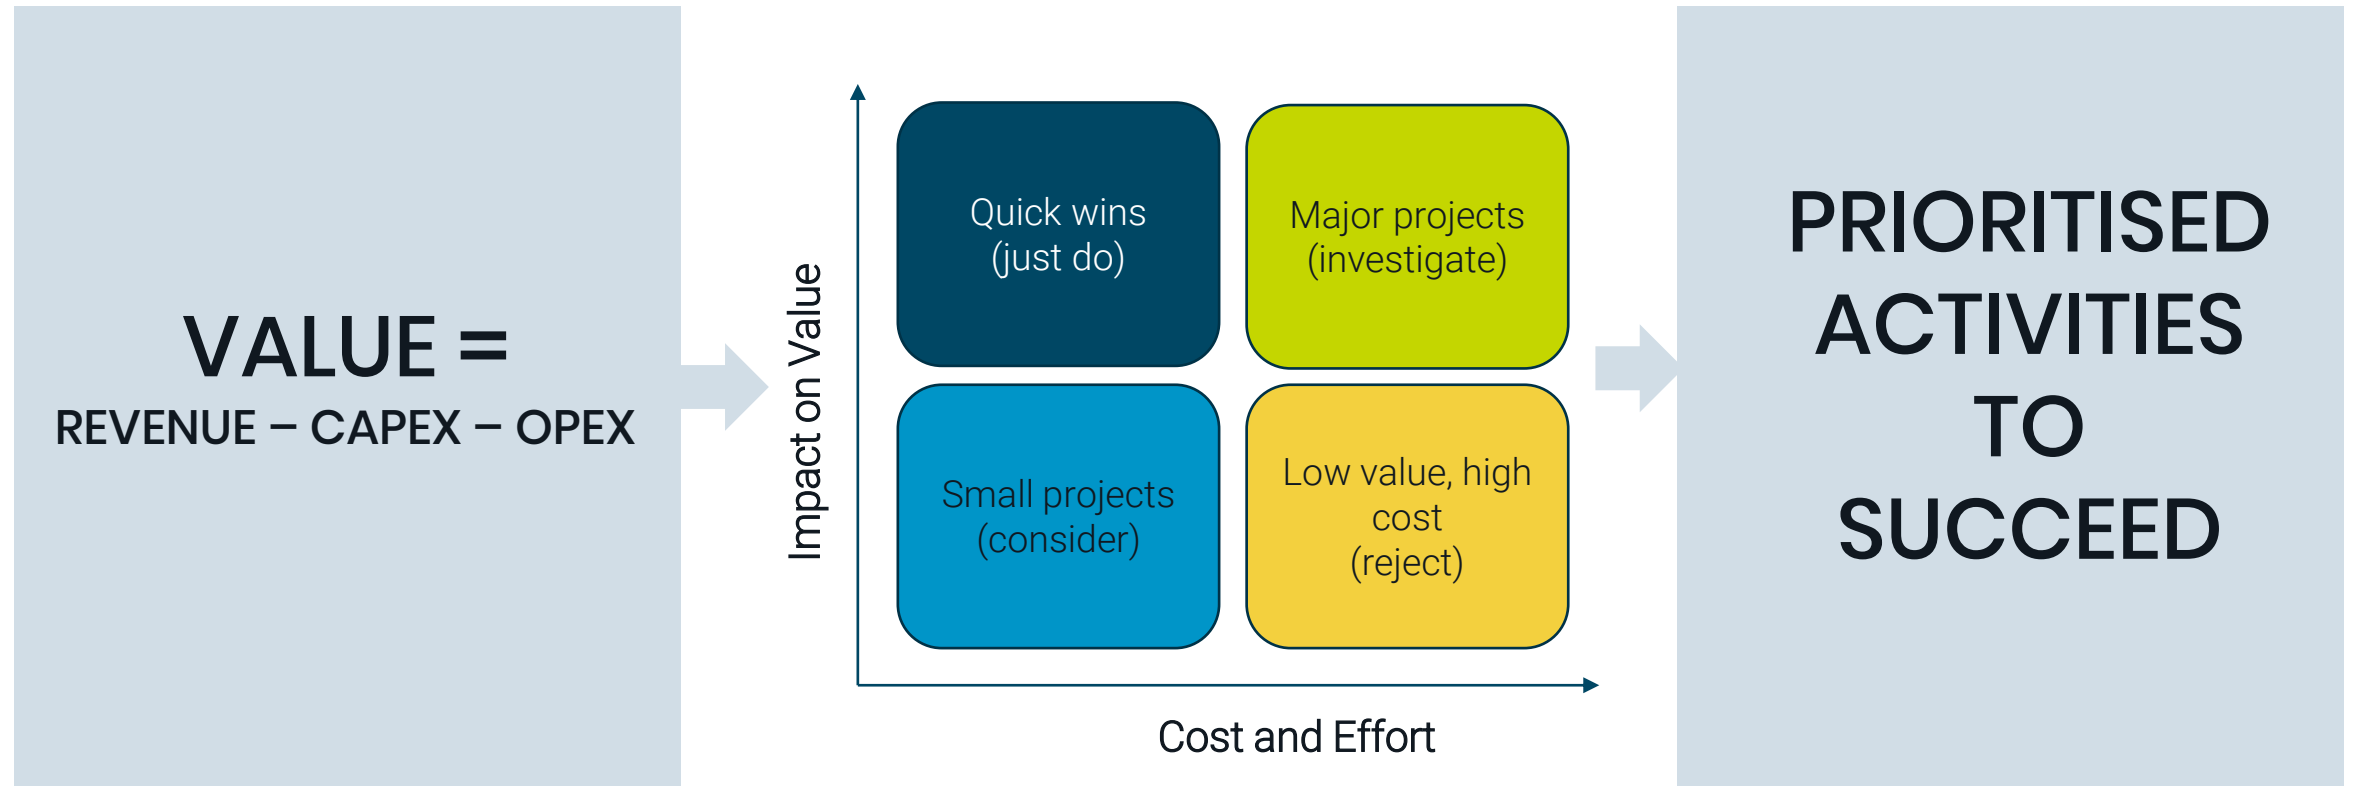 VALUE =
REVENUE – CAPEX – OPEX
Impact on Value
Quick wins
(just do)
Major projects
(investigate)
Small projects
(consider)
Low value, high
cost
(reject)
Cost and Effort
PRIORITISED
ACTIVITIES
TO
SUCCEED